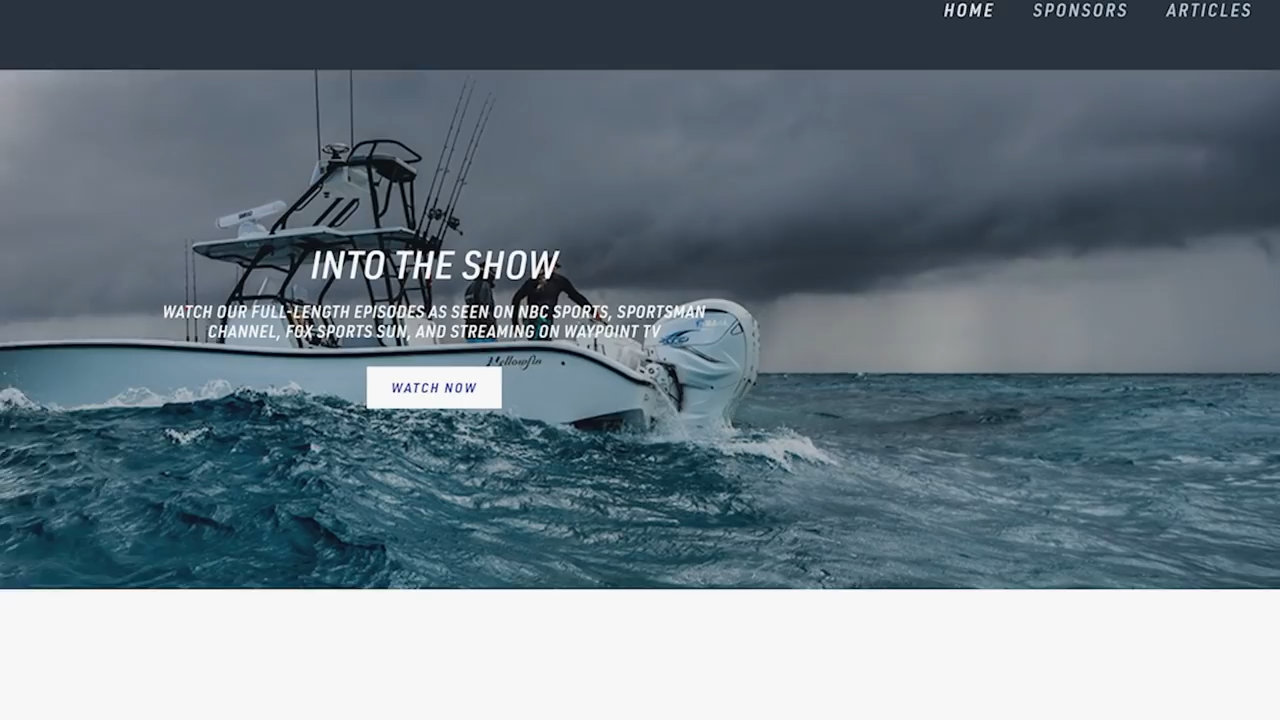 HOME SPONSORS ARTICLES
INTO THE SHOW
WATCH OUR FULL-LENGTH EPISODES AS SEEN ON NBC SPORTS, SPORTSMAN
CHANNEL, FOX SPORTS SUN, AND STREAMING ON WAYPOINT TV
Yellowfin
WATCH NOW